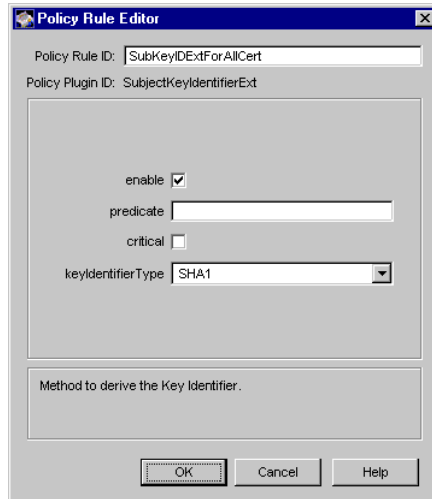 Policy Rule Editor
Policy Rule ID: SubKeyIDExtForAllCert
Policy Plugin ID: SubjectKeyIdentifierExt
enable
predicate
critical
keyIdentifierType SHA1
Method to derive the Key Identifier.
OK Cancel Help